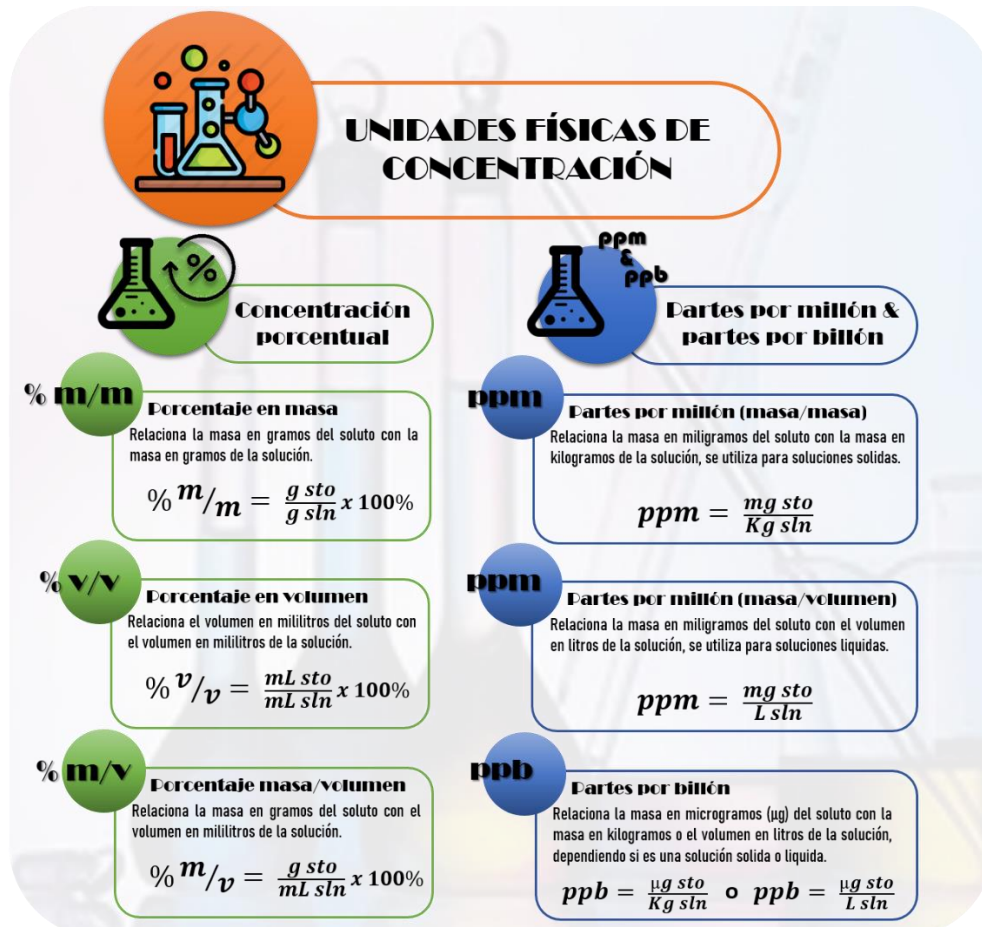 UNIDADES FÍSICAS DE
CONCENTRACIÓN
%
Concentración
porcentual
% m/m
Porcentaje en masa
Relaciona la masa en gramos del soluto con la
masa en gramos de la solución.
% m/m = g sto / g sln x 100%
% v/v
Porcentaje en volumen
Relaciona el volumen en mililitros del soluto con
el volumen en mililitros de la solución.
% v/v = mL sto / mL sln x 100%
% m/v
Porcentaje masa/volumen
Relaciona la masa en gramos del soluto con el
volumen en mililitros de la solución.
% m/v = g sto / mL sln x 100%
ppm
&
ppb
Partes por millón &
partes por billón
ppm
Partes por millón (masa/masa)
Relaciona la masa en miligramos del soluto con la masa en
kilogramos de la solución, se utiliza para soluciones solidas.
ppm = mg sto / Kg sln
ppm
Partes por millón (masa/volumen)
Relaciona la masa en miligramos del soluto con el volumen
en litros de la solución, se utiliza para soluciones liquidas.
ppm = mg sto / L sln
ppb
Partes por billón
Relaciona la masa en microgramos (µg) del soluto con la
masa en kilogramos o el volumen en litros de la solución,
dependiendo si es una solución solida o liquida.
ppb = µg sto / Kg sln o ppb = µg sto / L sln